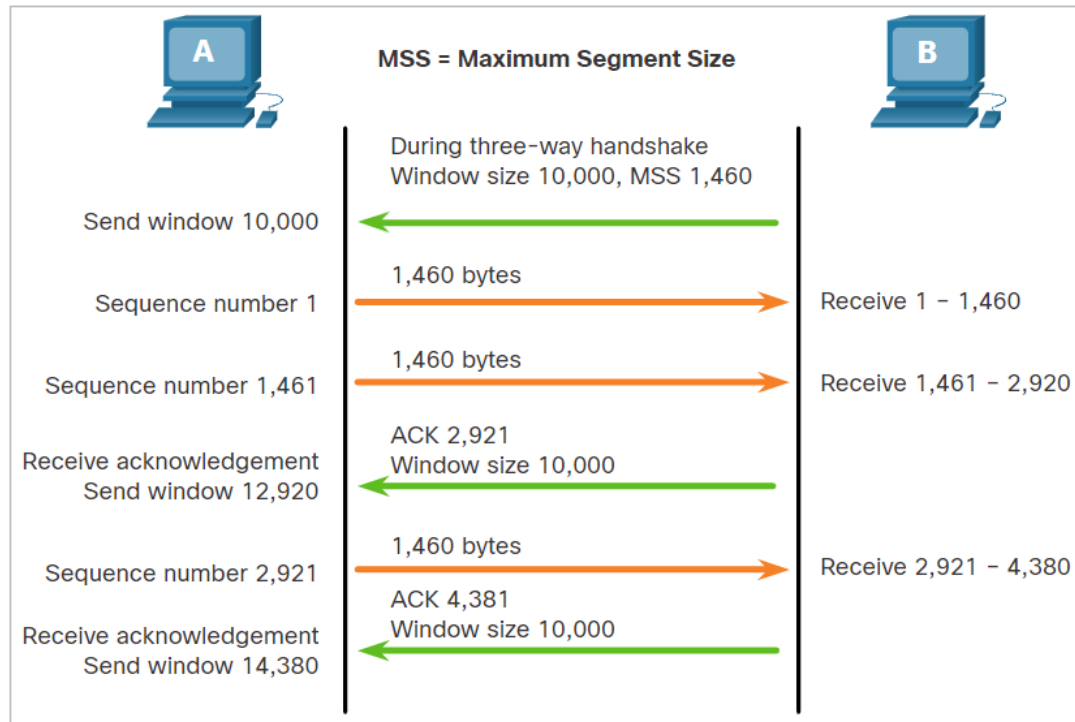 A
MSS = Maximum Segment Size
B
During three-way handshake
Window size 10,000, MSS 1,460
Send window 10,000
1,460 bytes
Sequence number 1
Receive 1 – 1,460
1,460 bytes
Sequence number 1,461
Receive 1,461 – 2,920
ACK 2,921
Window size 10,000
Receive acknowledgement
Send window 12,920
1,460 bytes
Sequence number 2,921
Receive 2,921 – 4,380
ACK 4,381
Window size 10,000
Receive acknowledgement
Send window 14,380